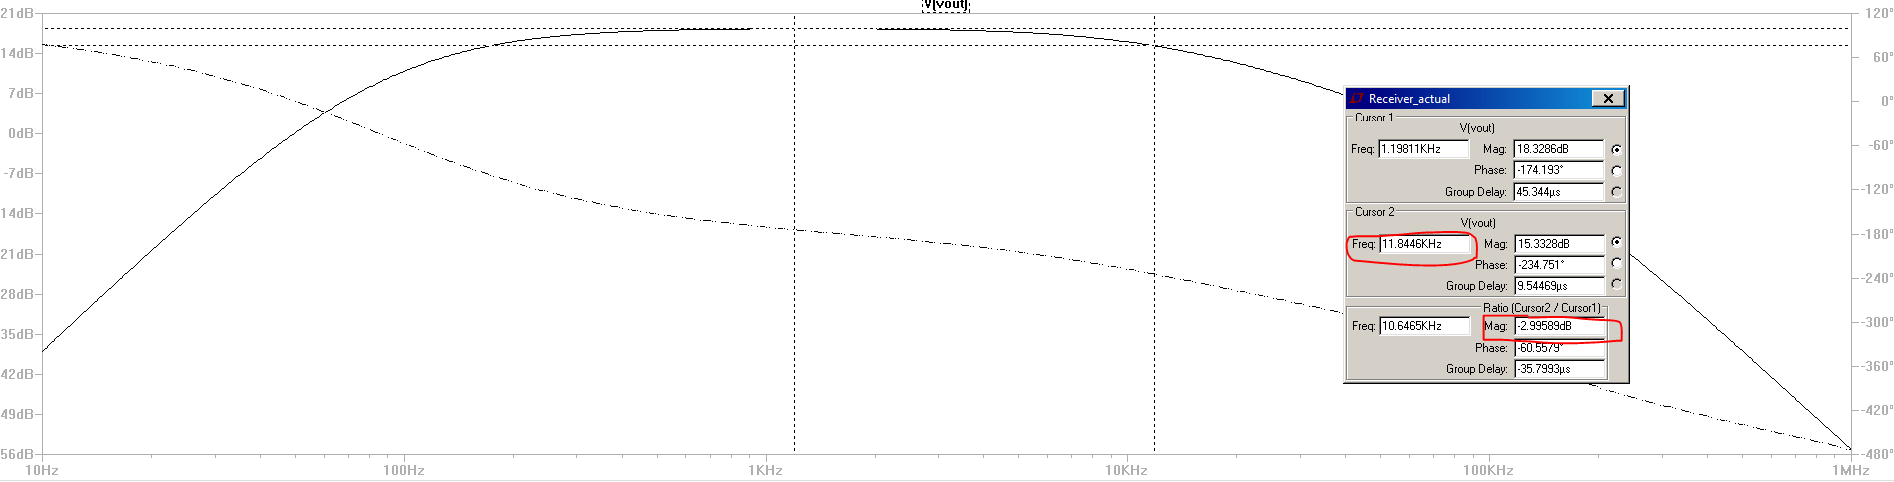 V(vout)
21dB
14dB
7dB
0dB
-7dB
14dB
21dB
28dB
35dB
42dB
49dB
56dB
10Hz
100Hz
1KHz
10KHz
100KHz
1MHz
120°
60°
0°
-60°
-120°
-180°
-240°
-300°
-360°
-420°
-480°
Receiver_actual
Cursor 1
V(vout)
Freq: 1.19811KHz Mag: 18.3286dB
Phase: -174.193°
Group Delay: 45.344µs
Cursor 2
V(vout)
Freq: 11.8446KHz Mag: 15.3328dB
Phase: -234.751°
Group Delay: 9.54469µs
Ratio (Cursor2 / Cursor1)
Freq: 10.6465KHz Mag: -2.99589dB
Phase: -60.5579°
Group Delay: -35.7993µs